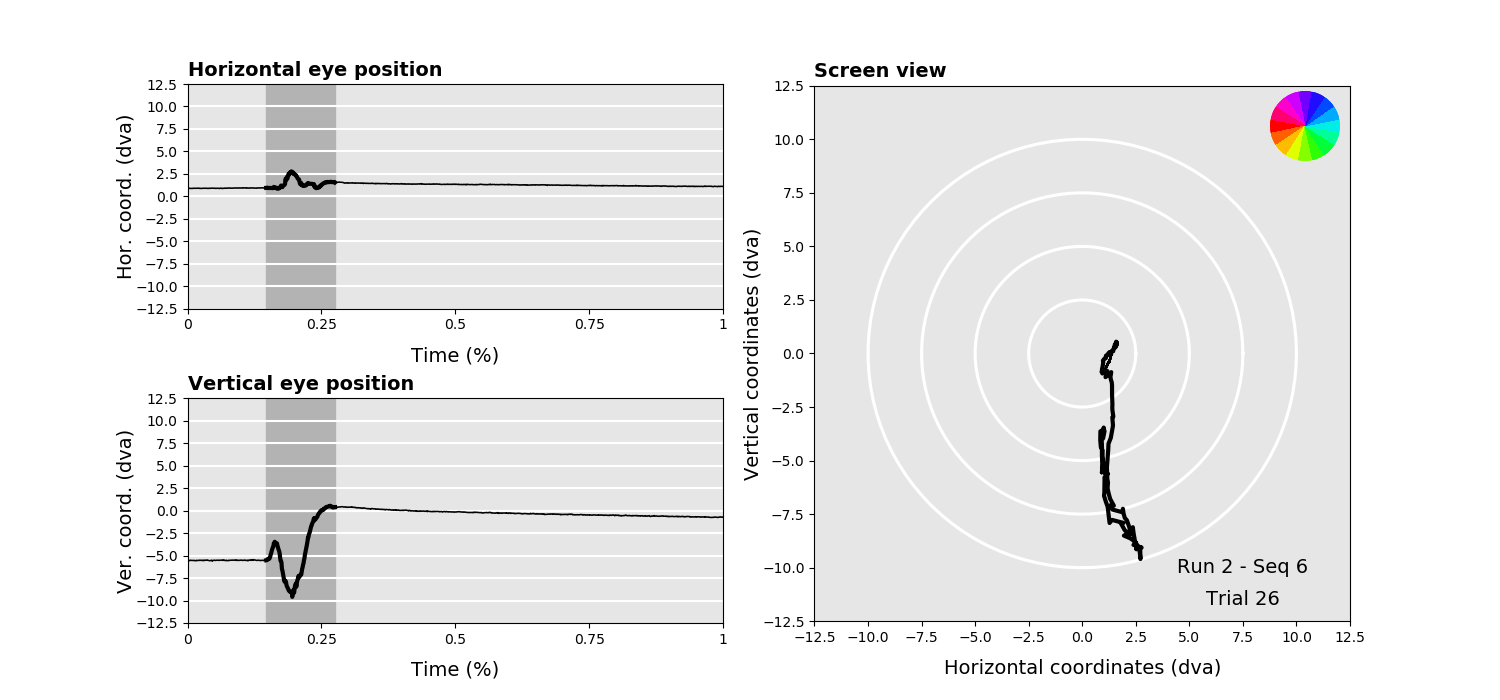 Horizontal eye position
Hor. coord. (dva)
12.5
10.0
7.5
5.0
2.5
0.0
−2.5
−5.0
−7.5
−10.0
−12.5
0 0.25 0.5 0.75 1
Time (%)
Vertical eye position
Ver. coord. (dva)
12.5
10.0
7.5
5.0
2.5
0.0
−2.5
−5.0
−7.5
−10.0
−12.5
0 0.25 0.5 0.75 1
Time (%)
Screen view
Vertical coordinates (dva)
12.5
10.0
7.5
5.0
2.5
0.0
−2.5
−5.0
−7.5
−10.0
−12.5
Run 2 - Seq 6
Trial 26
−12.5 −10.0 −7.5 −5.0 −2.5 0.0 2.5 5.0 7.5 10.0 12.5
Horizontal coordinates (dva)